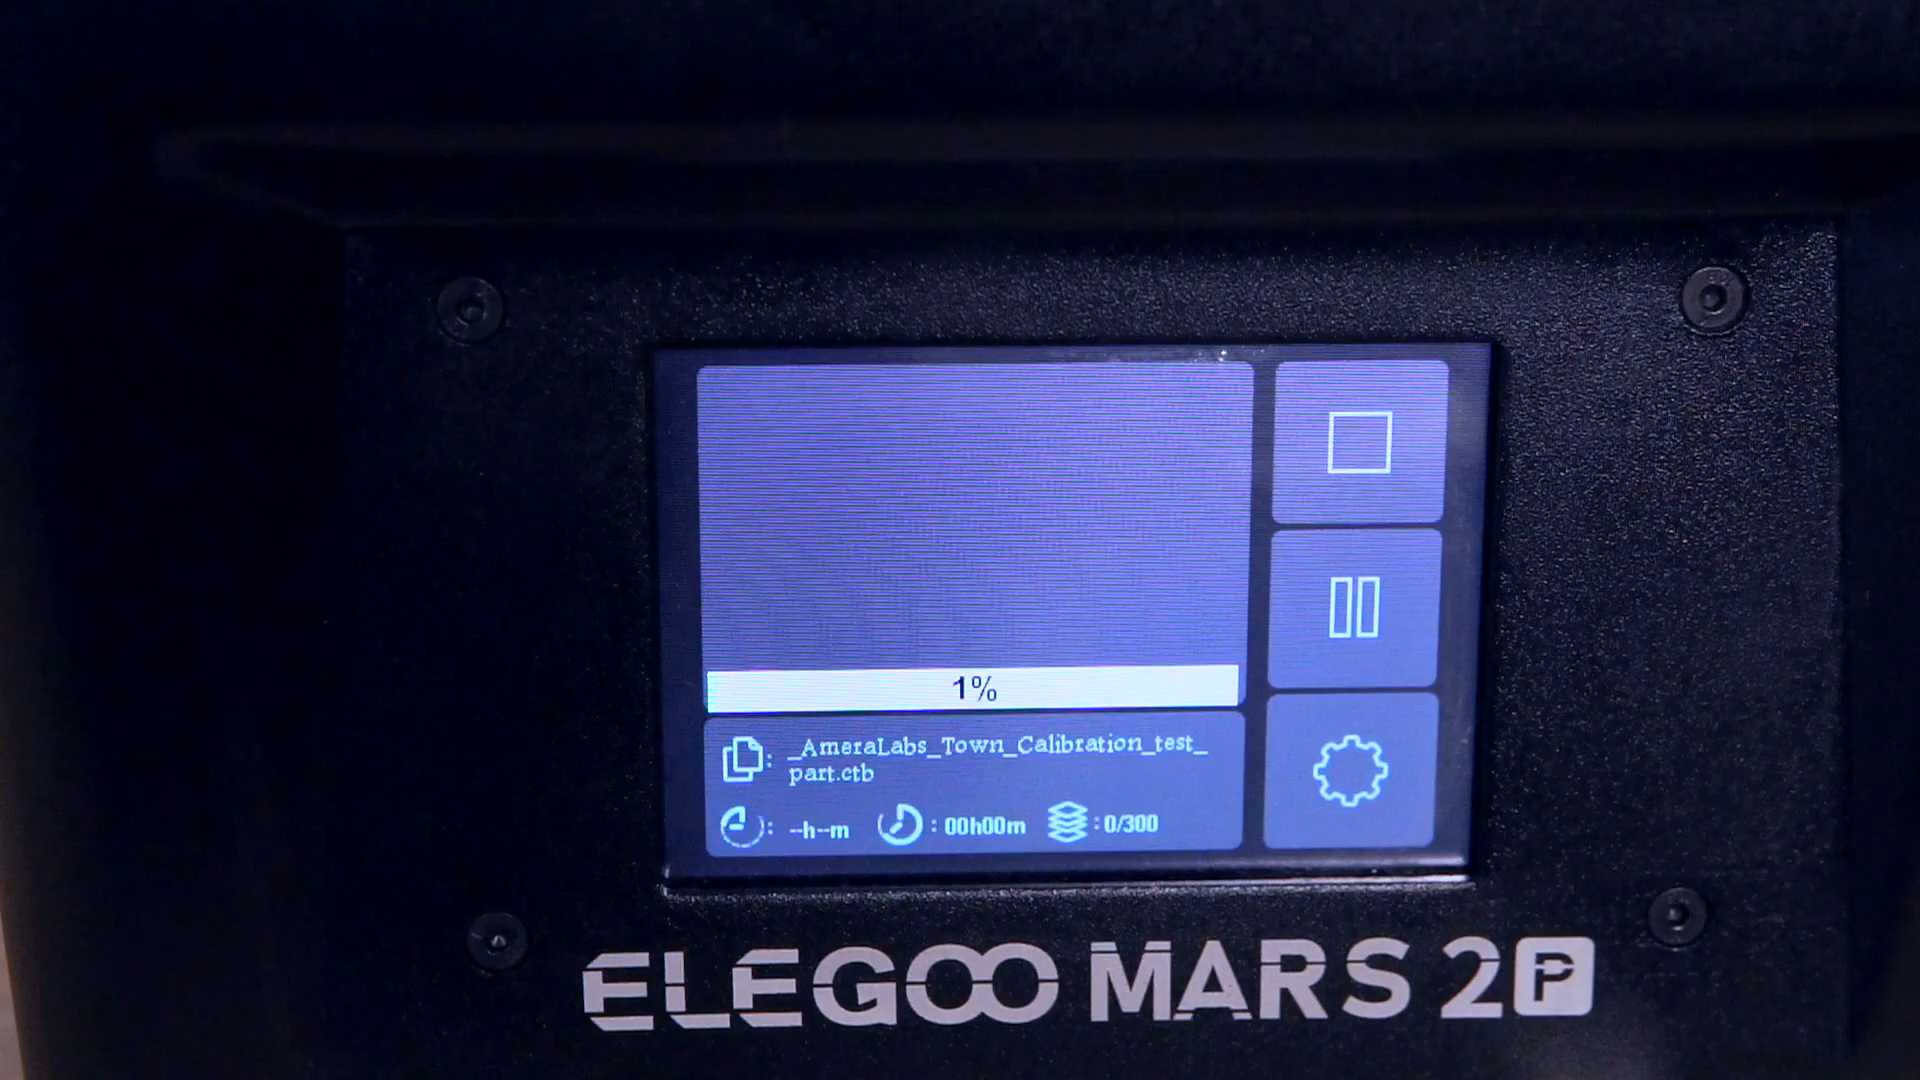 1%
: _AmeraLabs_Town_Calibration_test_
part.ctb
: --h--m : 00h00m : 0/300
ELEGOO MARS 2P